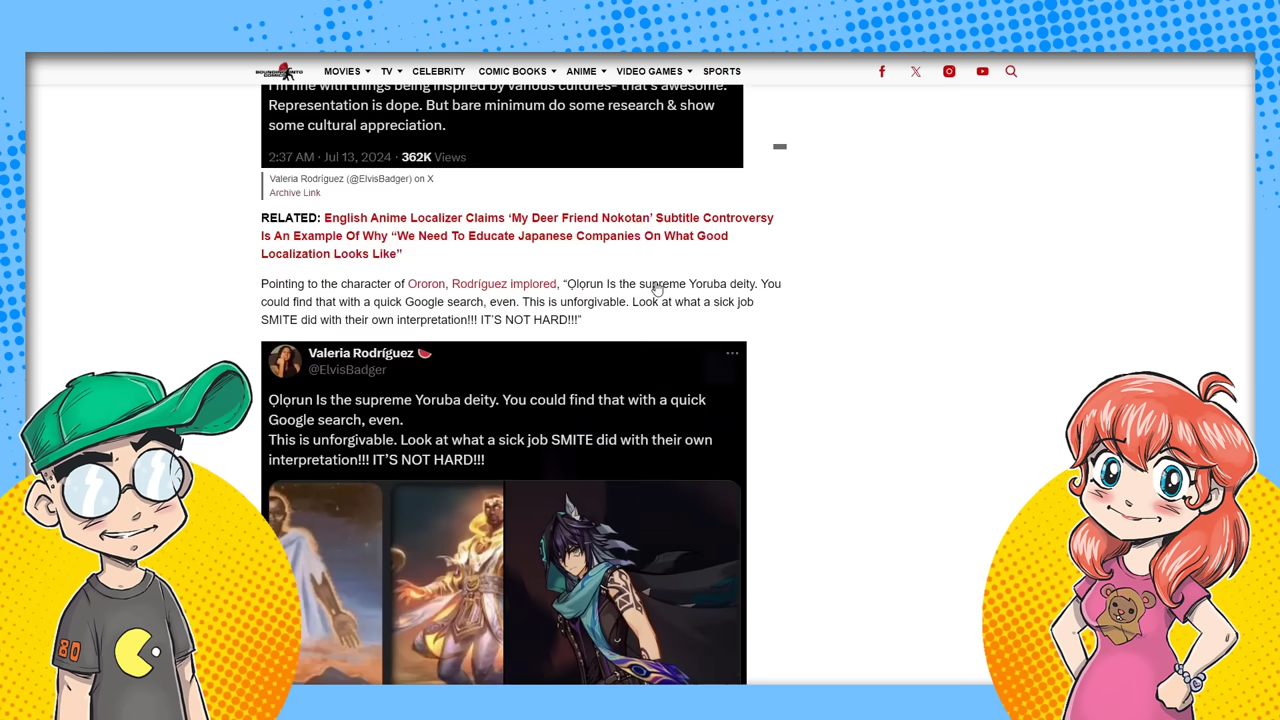 BOUNDING INTO
COMICS
MOVIES TV CELEBRITY COMIC BOOKS ANIME VIDEO GAMES SPORTS
I'm fine with things being inspired by various cultures- that's awesome.
Representation is dope. But bare minimum do some research & show
some cultural appreciation.
2:37 AM · Jul 13, 2024 · 362K Views
Valeria Rodríguez (@ElvisBadger) on X
Archive Link
RELATED: English Anime Localizer Claims ‘My Deer Friend Nokotan’ Subtitle Controversy
Is An Example Of Why “We Need To Educate Japanese Companies On What Good
Localization Looks Like”
Pointing to the character of Ororon, Rodríguez implored, “Ọlọrun Is the supreme Yoruba deity. You
could find that with a quick Google search, even. This is unforgivable. Look at what a sick job
SMITE did with their own interpretation!!! IT’S NOT HARD!!!”
Valeria Rodríguez 🍉
@ElvisBadger
Ọlọrun Is the supreme Yoruba deity. You could find that with a quick
Google search, even.
This is unforgivable. Look at what a sick job SMITE did with their own
interpretation!!! IT’S NOT HARD!!!
80